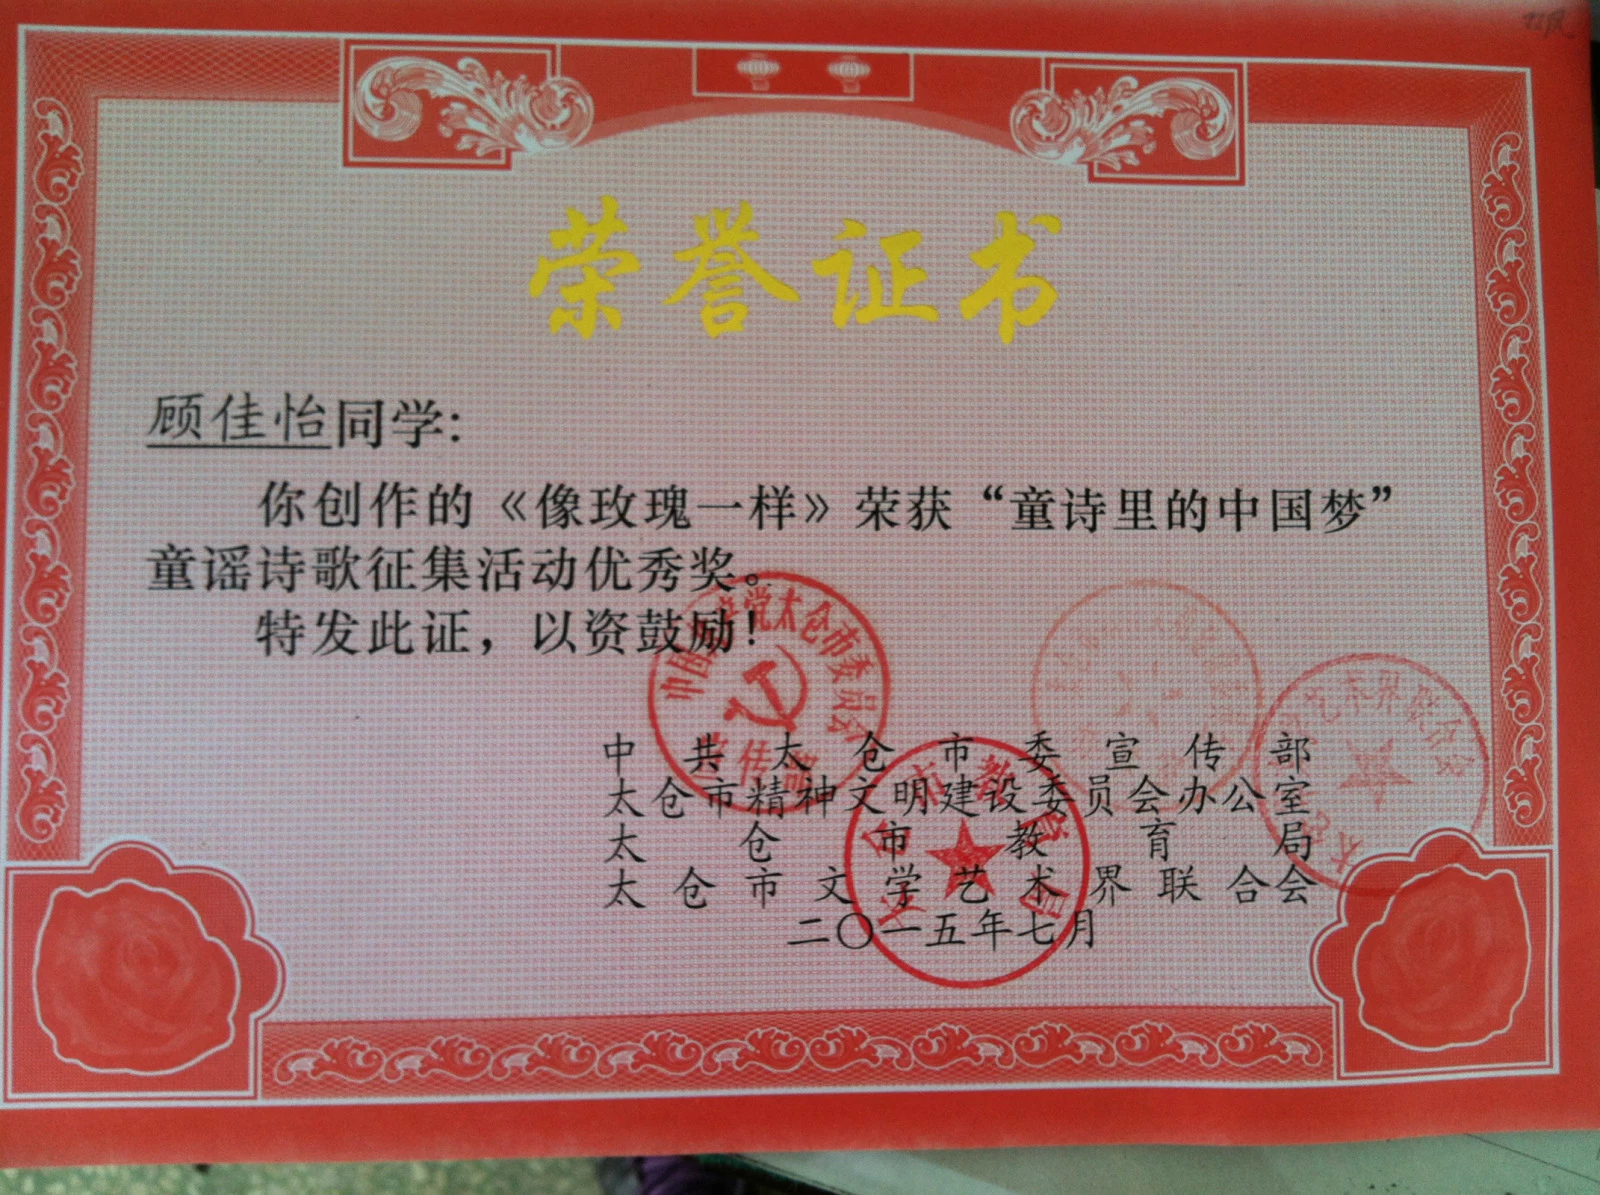 荣誉证书
顾佳怡同学:
你创作的《像玫瑰一样》荣获“童诗里的中国梦”
童谣诗歌征集活动优秀奖。
特发此证，以资鼓励！
中共太仓市委宣传部
太仓市精神文明建设委员会办公室
太仓市教育局
太仓市文学艺术界联合会
二〇一五年七月